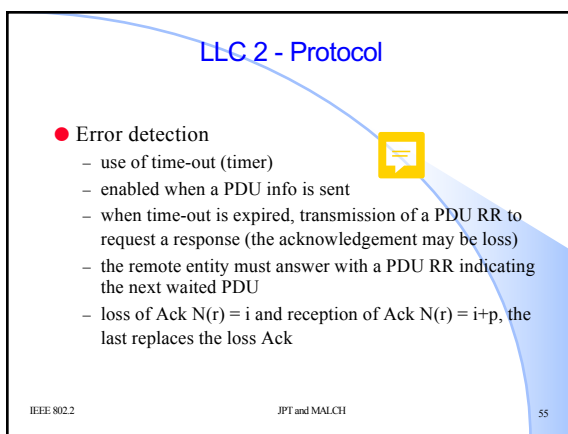 LLC 2 - Protocol
● Error detection
– use of time-out (timer)
– enabled when a PDU info is sent
– when time-out is expired, transmission of a PDU RR to
request a response (the acknowledgement may be loss)
– the remote entity must answer with a PDU RR indicating
the next waited PDU
– loss of Ack N(r) = i and reception of Ack N(r) = i+p, the
last replaces the loss Ack
IEEE 802.2 JPT and MALCH 55